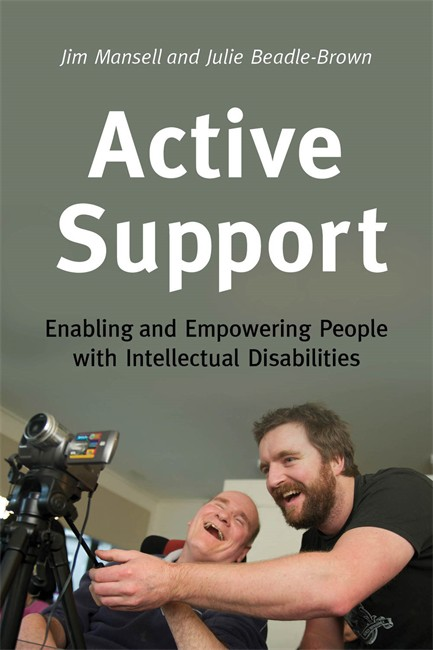 Jim Mansell and Julie Beadle-Brown
Active
Support
Enabling and Empowering People
with Intellectual Disabilities